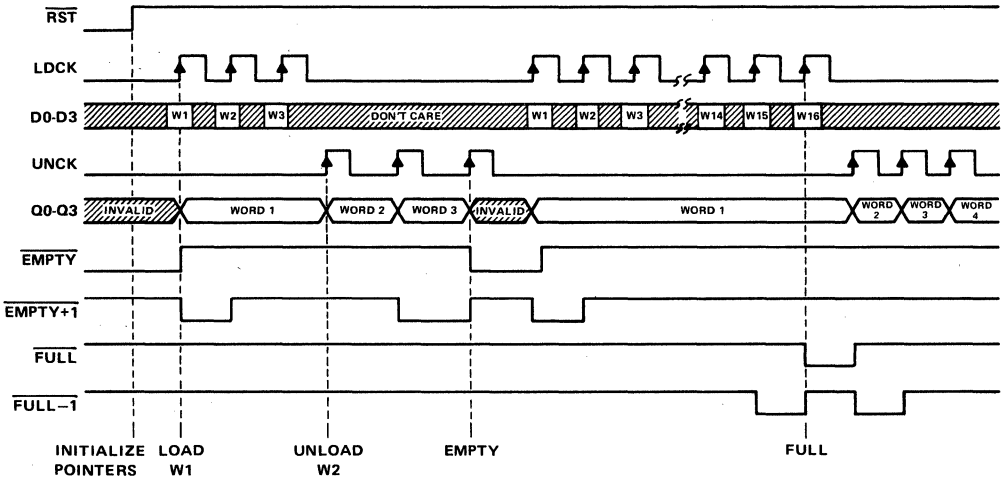 RST
LDCK
D0-D3 W1 W2 W3 DON'T CARE W1 W2 W3 W14 W15 W16
UNCK
Q0-Q3 INVALID WORD 1 WORD 2 WORD 3 INVALID WORD 1 WORD 2 WORD 3 WORD 4
EMPTY
EMPTY+1
FULL
FULL−1
INITIALIZE POINTERS
LOAD W1
UNLOAD W2
EMPTY
FULL